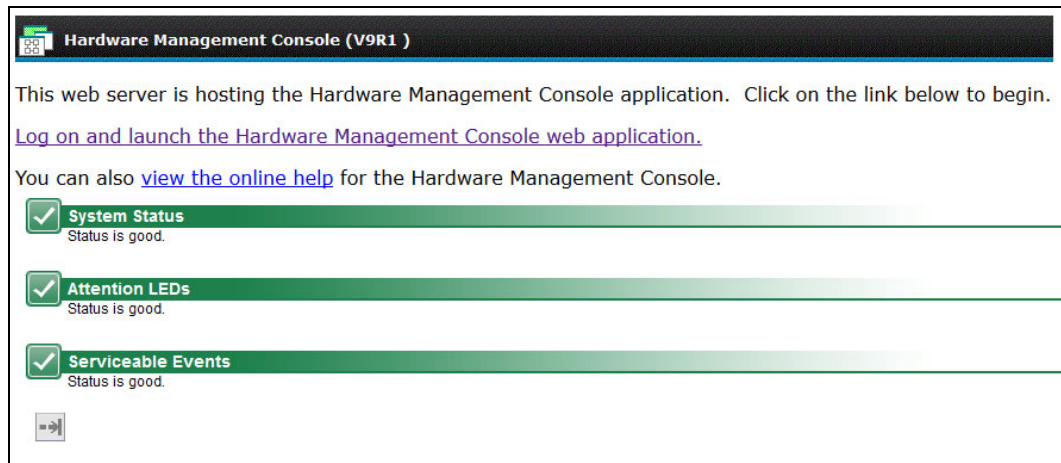 Hardware Management Console (V9R1 )
This web server is hosting the Hardware Management Console application. Click on the link below to begin.
Log on and launch the Hardware Management Console web application.
You can also view the online help for the Hardware Management Console.
System Status
Status is good.
Attention LEDs
Status is good.
Serviceable Events
Status is good.